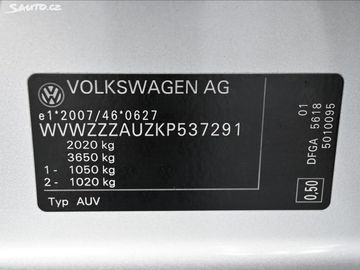 Sauto.cz
VOLKSWAGEN AG
e1*2007/46*0627
WVWZZZAUZKP537291
2020 kg
3650 kg
1 - 1050 kg
2 - 1020 kg
Typ AUV
01
DFGA 5618
5010095
0,50